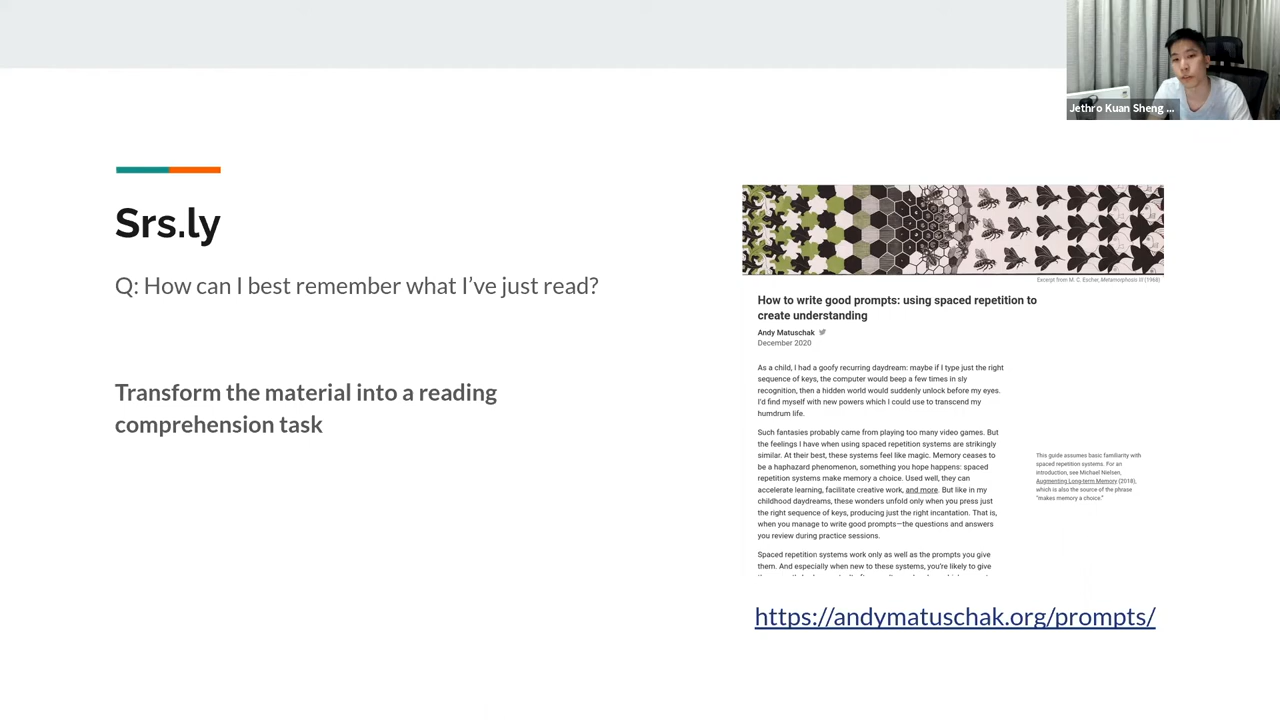 Jethro Kuan Sheng ...
Srs.ly
Q: How can I best remember what I’ve just read?
Transform the material into a reading
comprehension task
Excerpt from M. C. Escher, Metamorphosis III (1968)
How to write good prompts: using spaced repetition to
create understanding
Andy Matuschak
December 2020
As a child, I had a goofy recurring daydream: maybe if I type just the right
sequence of keys, the computer would beep a few times in sly
recognition, then a hidden world would suddenly unlock before my eyes.
I'd find myself with new powers which I could use to transcend my
humdrum life.
Such fantasies probably came from playing too many video games. But
the feelings I have when using spaced repetition systems are strikingly
similar. At their best, these systems feel like magic. Memory ceases to
be a haphazard phenomenon, something you hope happens: spaced
repetition systems make memory a choice. Used well, they can
accelerate learning, facilitate creative work, and more. But like in my
childhood daydreams, these wonders unfold only when you press just
the right sequence of keys, producing just the right incantation. That is,
when you manage to write good prompts—the questions and answers
you review during practice sessions.
This guide assumes basic familiarity with
spaced repetition systems. For an
introduction, see Michael Nielsen,
Augmenting Long-term Memory (2018),
which is also the source of the phrase
“makes memory a choice.”
Spaced repetition systems work only as well as the prompts you give
them. And especially when new to these systems, you're likely to give
https://andymatuschak.org/prompts/